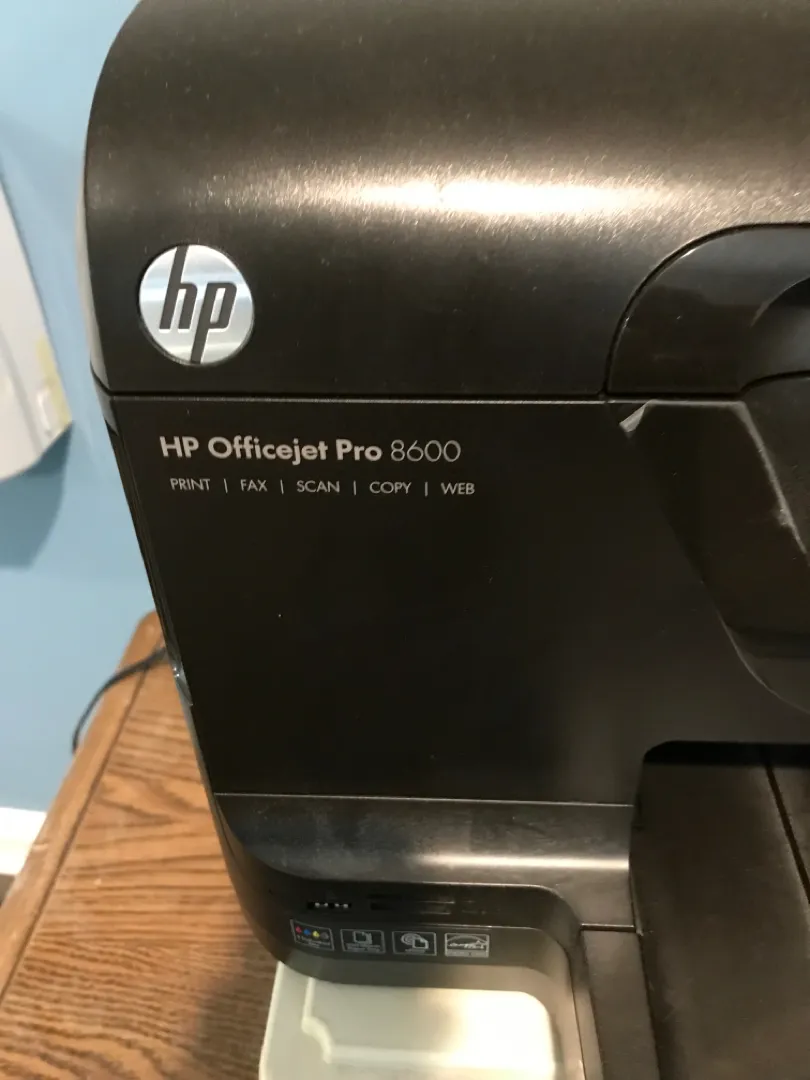 hp
HP Officejet Pro 8600
PRINT | FAX | SCAN | COPY | WEB